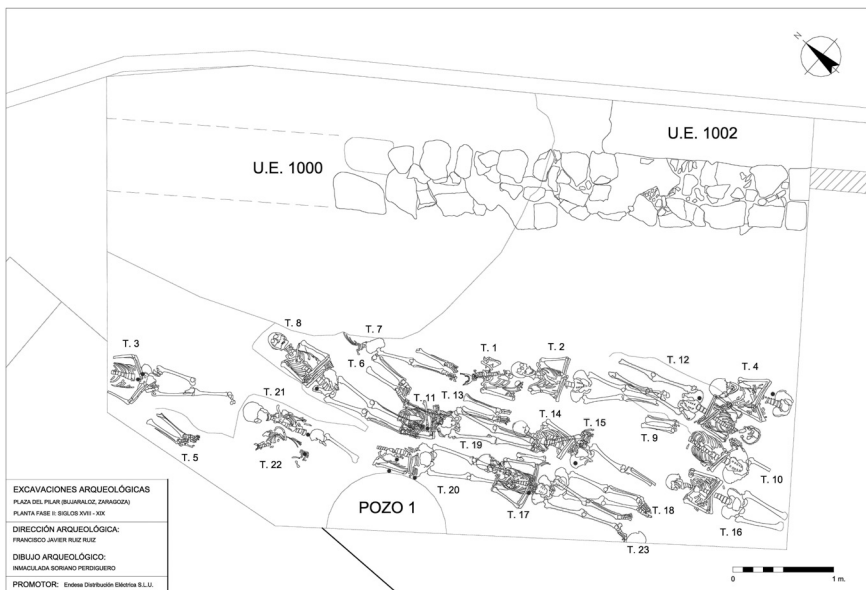 N
U.E. 1002
U.E. 1000
T. 8
T. 7
T. 3
T. 6
T. 1
T. 2
T. 12
T. 4
T. 21
T. 11
T. 13
T. 14
T. 15
T. 9
T. 5
T. 22
T. 19
T. 10
T. 20
T. 17
T. 18
T. 16
T. 23
POZO 1
EXCAVACIONES ARQUEOLÓGICAS
PLAZA DEL PILAR (BUJARALOZ, ZARAGOZA)
PLANTA FASE II: SIGLOS XVIII - XIX
DIRECCIÓN ARQUEOLÓGICA:
FRANCISCO JAVIER RUIZ RUIZ
DIBUJO ARQUEOLÓGICO:
INMACULADA SORIANO PERDIGUERO
PROMOTOR: Endesa Distribución Eléctrica S.L.U.
0 1 m.